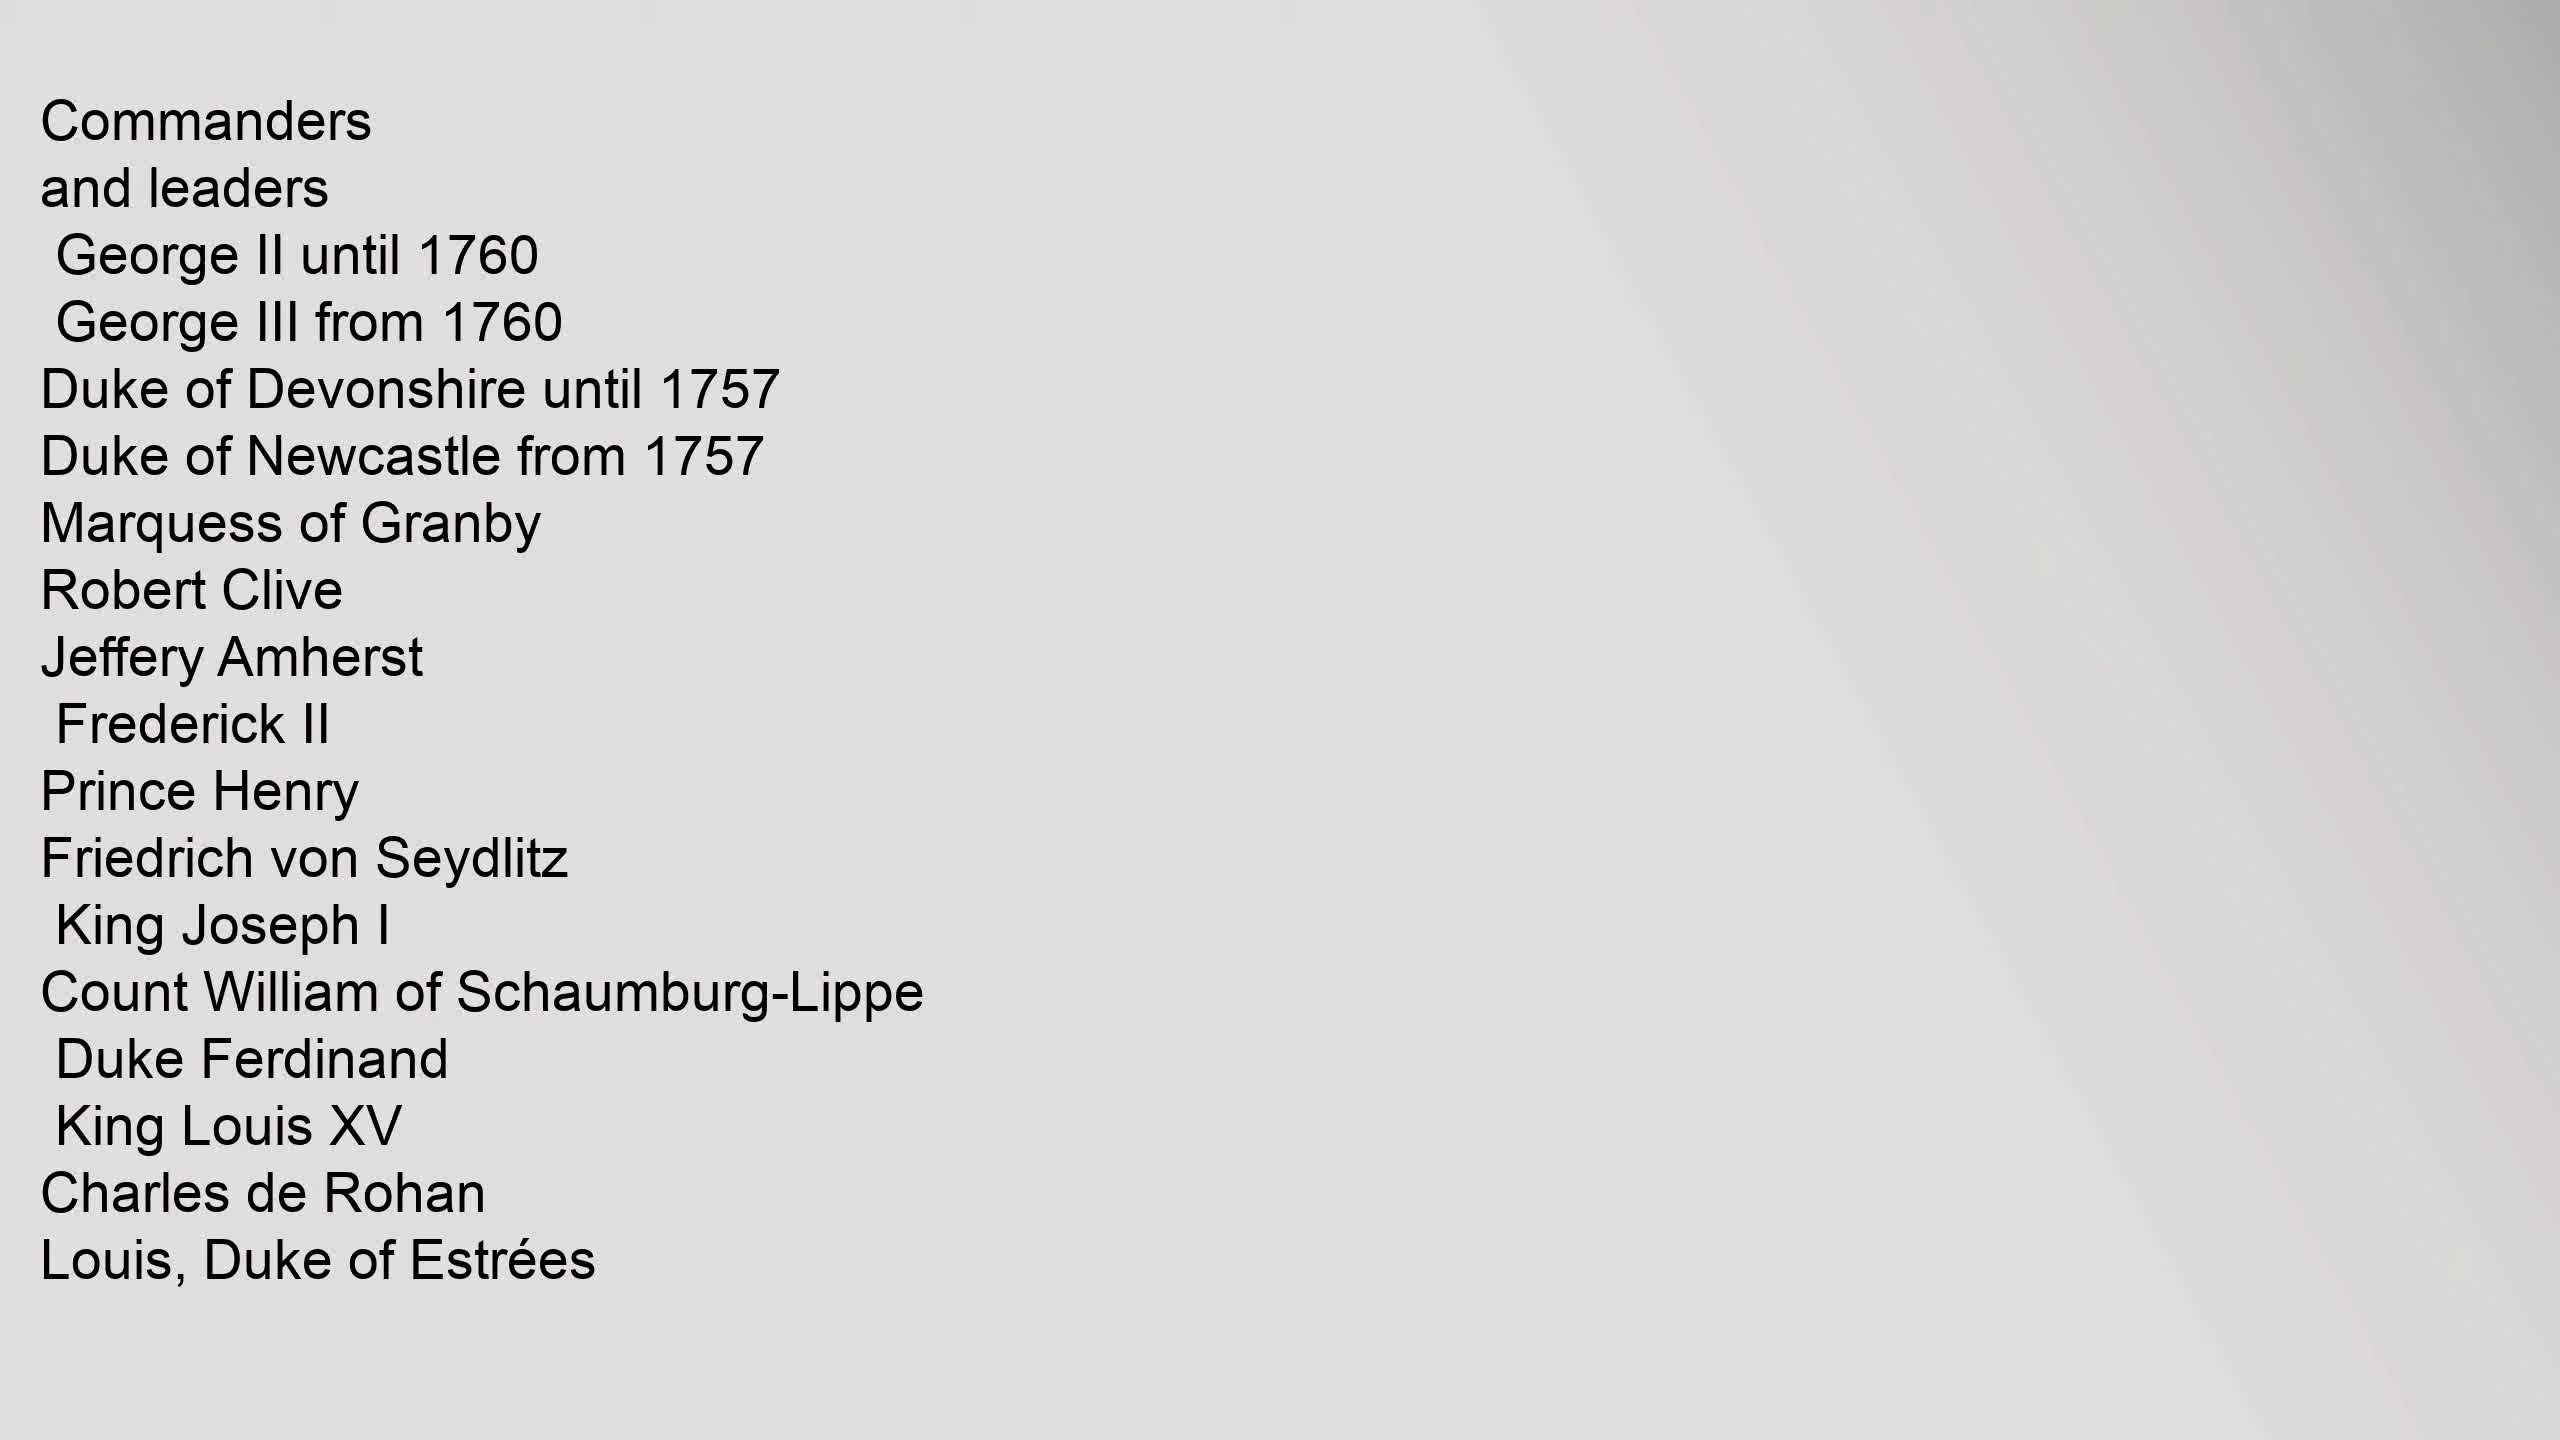 Commanders
and leaders
George II until 1760
George III from 1760
Duke of Devonshire until 1757
Duke of Newcastle from 1757
Marquess of Granby
Robert Clive
Jeffery Amherst
Frederick II
Prince Henry
Friedrich von Seydlitz
King Joseph I
Count William of Schaumburg-Lippe
Duke Ferdinand
King Louis XV
Charles de Rohan
Louis, Duke of Estrées